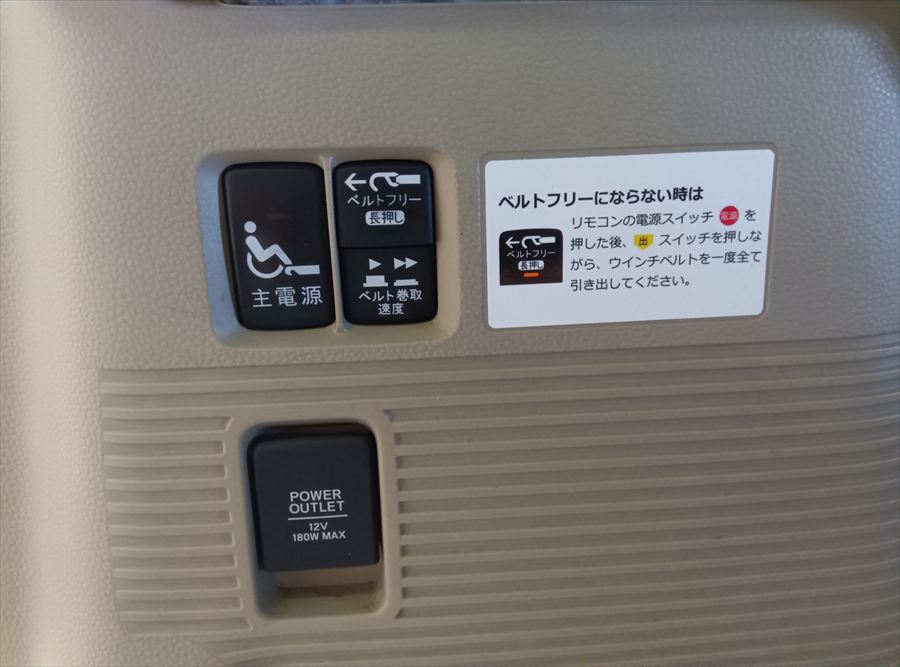 主電源
ベルトフリー
長押し
ベルト巻取
速度
ベルトフリーにならない時は
リモコンの電源スイッチ 電源 を
押した後、 出 スイッチを押しな
がら、ウインチベルトを一度全て
引き出してください。
ベルトフリー
長押し
POWER
OUTLET
12V
180W MAX